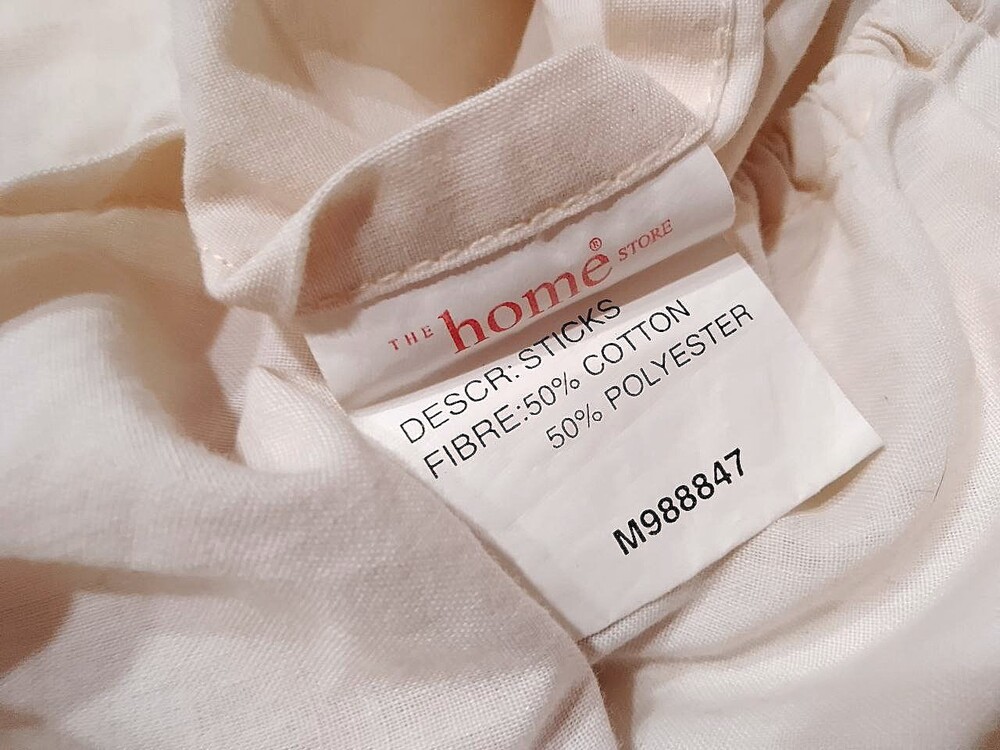 THE home® STORE
DESCR: STICKS
FIBRE:50% COTTON
50% POLYESTER
M988847